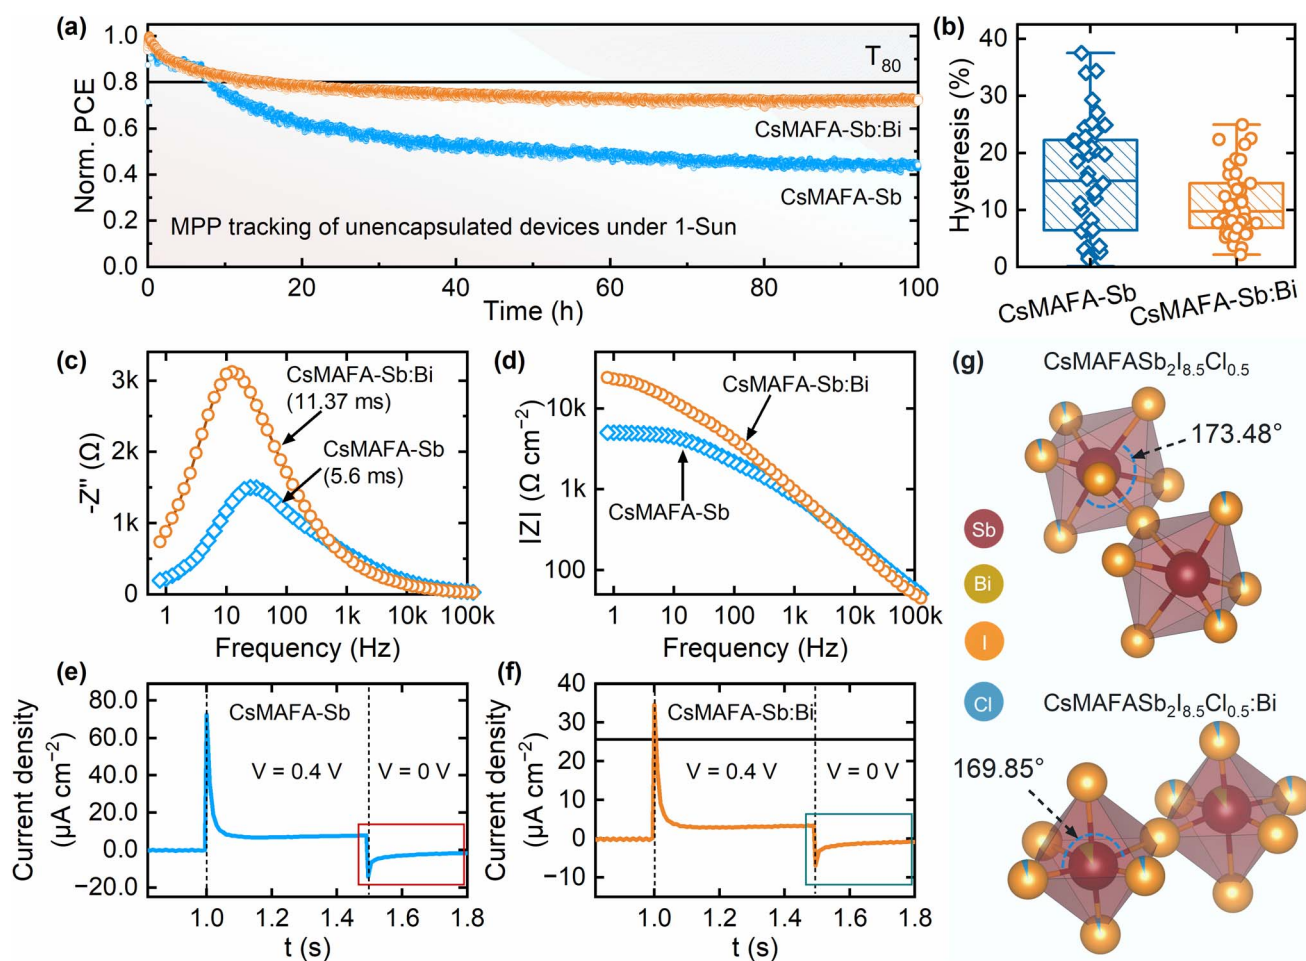 (a)
1.0
0.8
0.6
0.4
0.2
0.0
Norm. PCE
T80
CsMAFA-Sb:Bi
CsMAFA-Sb
MPP tracking of unencapsulated devices under 1-Sun
0 20 40 60 80 100
Time (h)
(b)
40
30
20
10
0
Hysteresis (%)
CsMAFA-Sb
CsMAFA-Sb:Bi
(c)
3k
2k
1k
0
-Z'' (Ω)
CsMAFA-Sb:Bi
(11.37 ms)
CsMAFA-Sb
(5.6 ms)
1 10 100 1k 10k 100k
Frequency (Hz)
(d)
10k
1k
100
|Z| (Ω cm⁻²)
CsMAFA-Sb:Bi
CsMAFA-Sb
1 10 100 1k 10k 100k
Frequency (Hz)
(e)
80.0
60.0
40.0
20.0
0.0
−20.0
Current density
(µA cm⁻²)
CsMAFA-Sb
V = 0.4 V
V = 0 V
1.0 1.2 1.4 1.6 1.8
t (s)
(f)
40
30
20
10
0
−10
Current density
(µA cm⁻²)
CsMAFA-Sb:Bi
V = 0.4 V
V = 0 V
1.0 1.2 1.4 1.6 1.8
t (s)
(g)
CsMAFASb₂I₈.₅Cl₀.₅
173.48°
Sb
Bi
I
Cl
CsMAFASb₂I₈.₅Cl₀.₅:Bi
169.85°